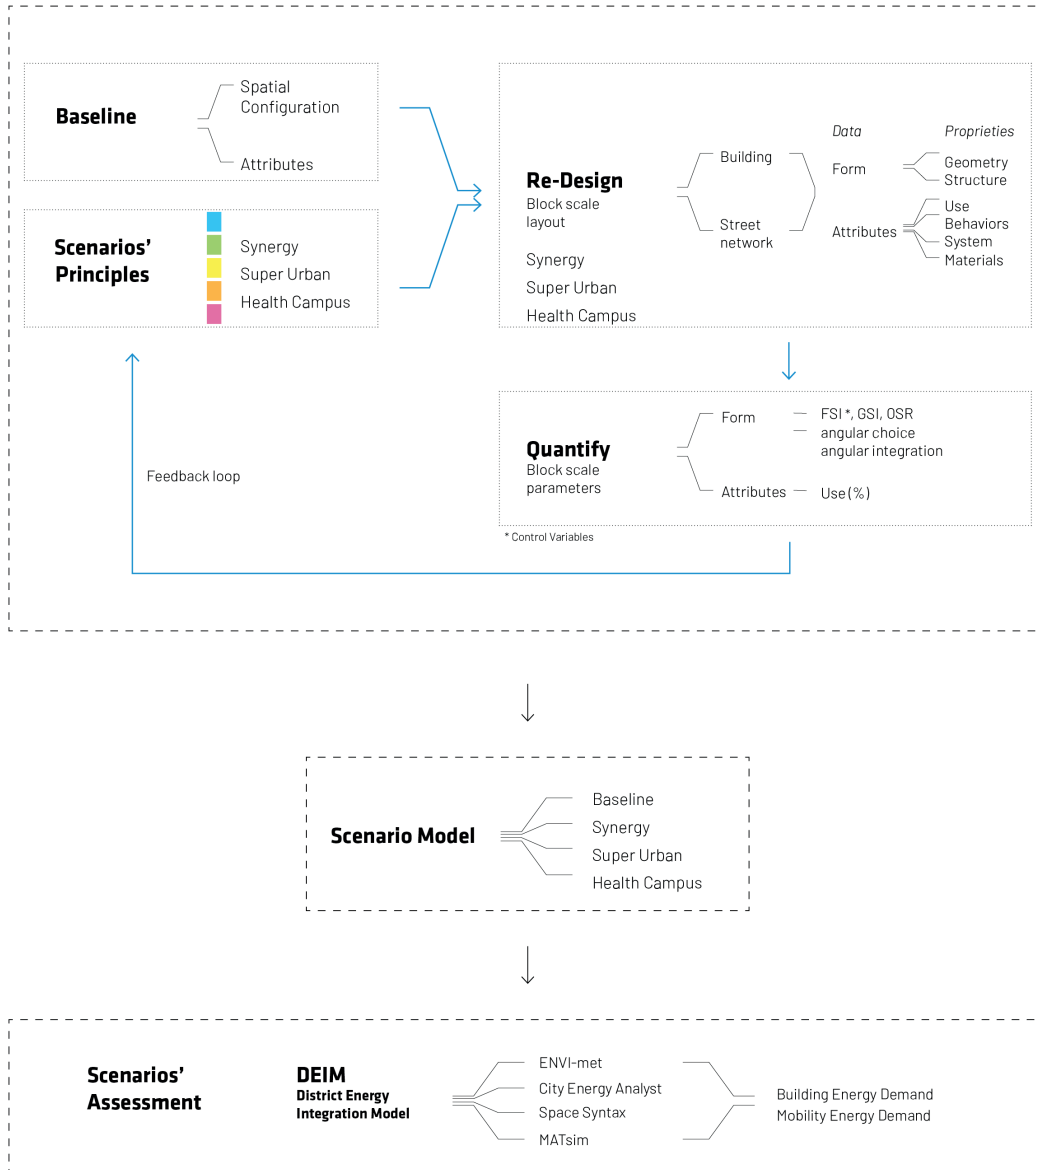 Baseline
Spatial
Configuration
Attributes
Scenarios'
Principles
Synergy
Super Urban
Health Campus
Re-Design
Block scale
layout
Synergy
Super Urban
Health Campus
Building
Street
network
Data
Proprieties
Form
Geometry
Structure
Attributes
Use
Behaviors
System
Materials
Quantify
Block scale
parameters
Form
FSI *, GSI, OSR
angular choice
angular integration
Attributes
Use (%)
* Control Variables
Feedback loop
Scenario Model
Baseline
Synergy
Super Urban
Health Campus
Scenarios'
Assessment
DEIM
District Energy
Integration Model
ENVI-met
City Energy Analyst
Space Syntax
MATsim
Building Energy Demand
Mobility Energy Demand